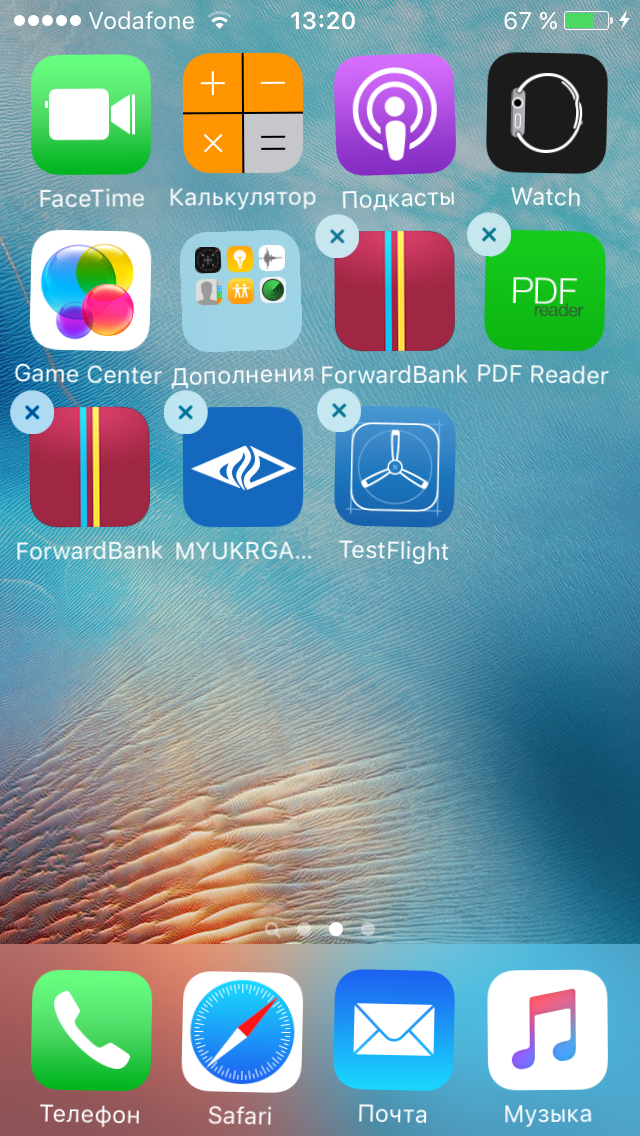 Vodafone 13:20 67 %
FaceTime Калькулятор Подкасты Watch
PDF
reader
Game Center Дополнения ForwardBank PDF Reader
ForwardBank MYUKRGA... TestFlight
Телефон Safari Почта Музыка